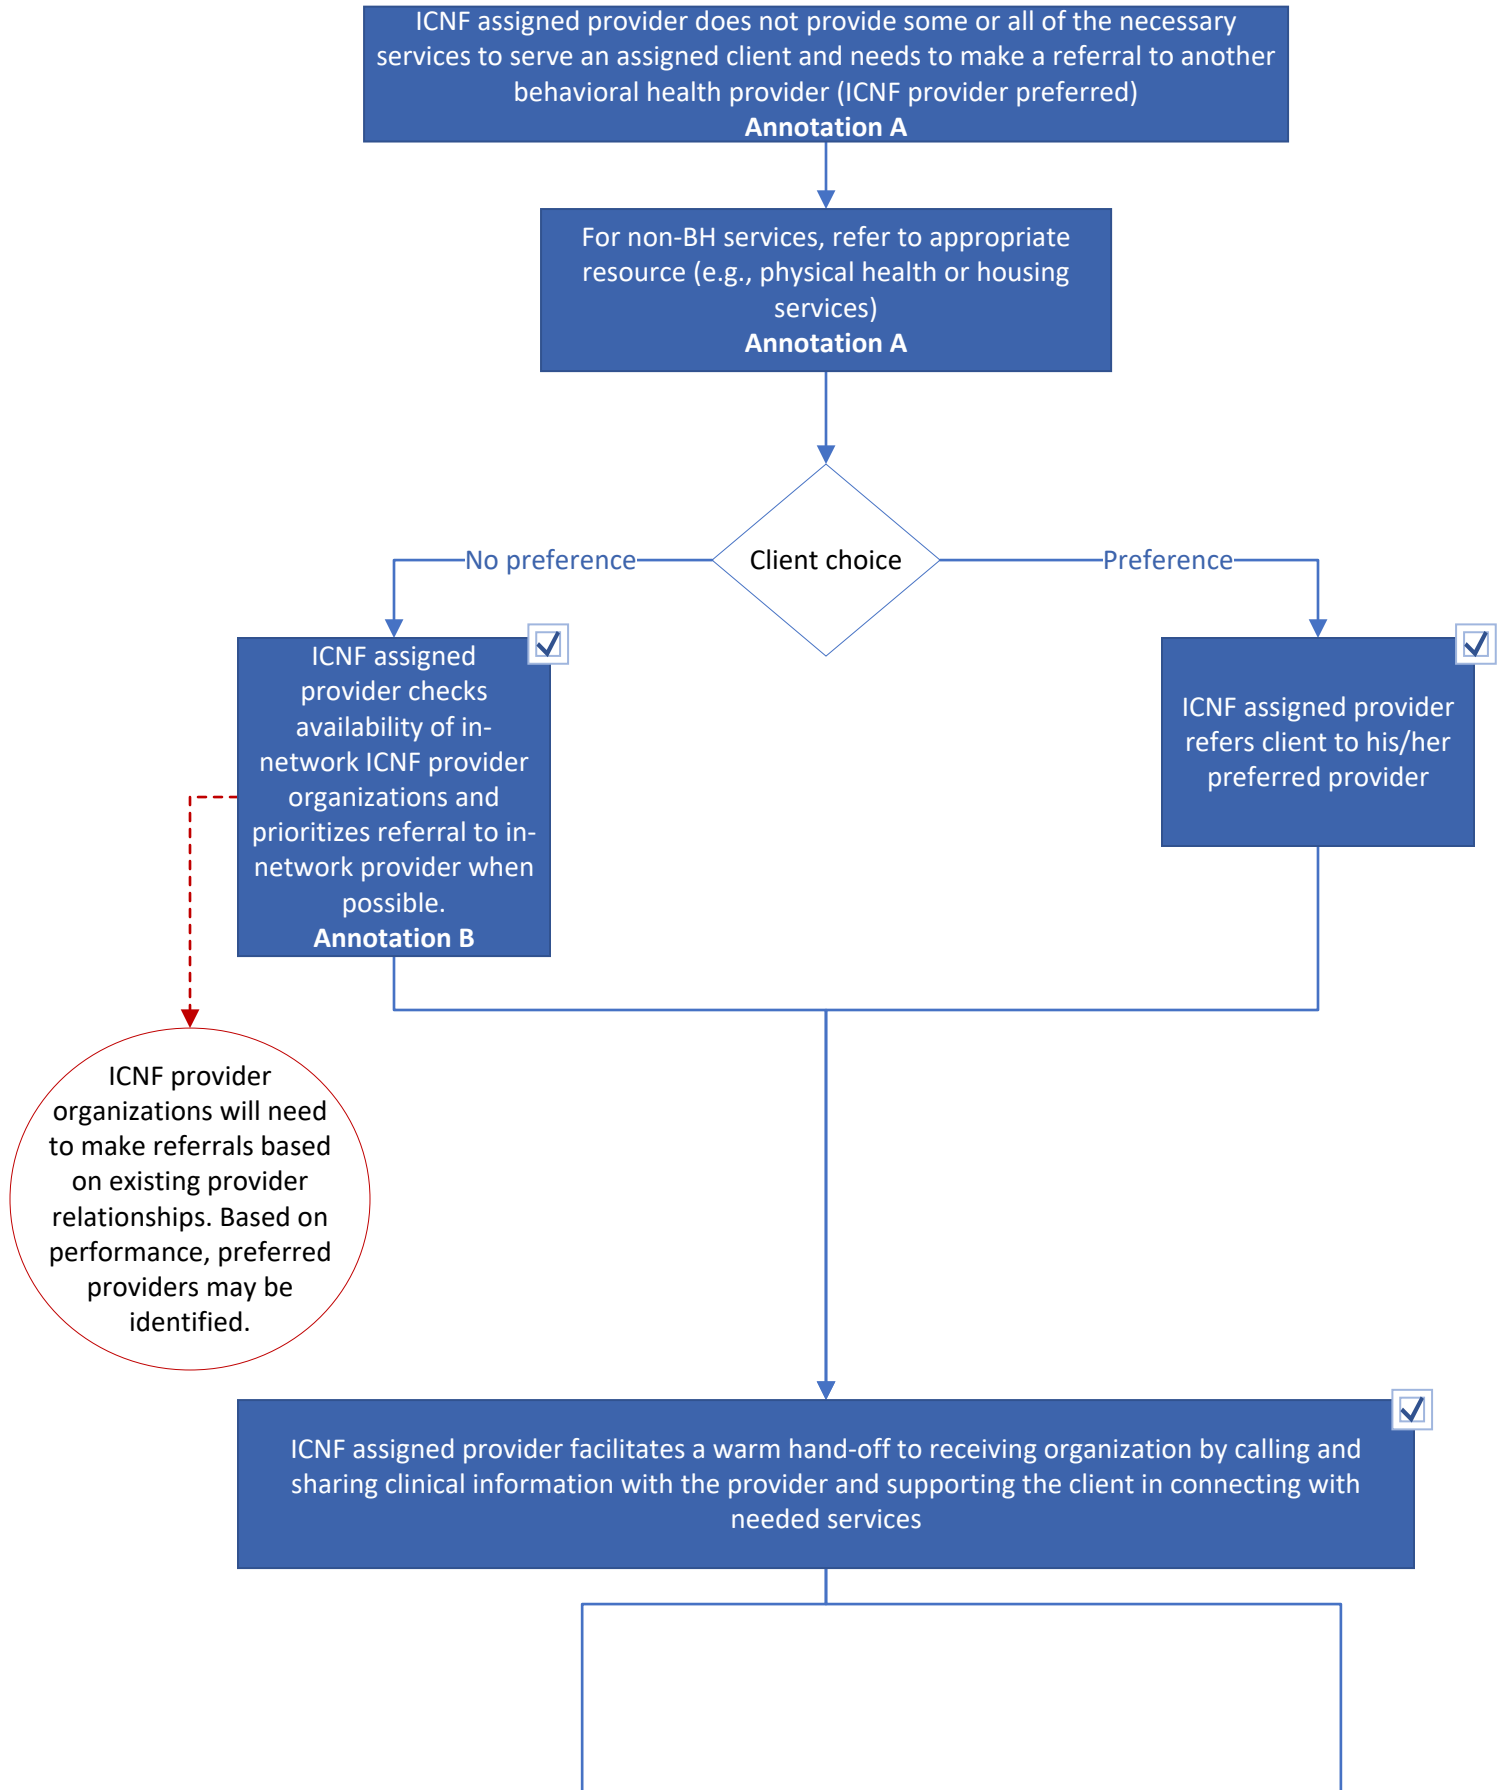 ICNF assigned provider does not provide some or all of the necessary
services to serve an assigned client and needs to make a referral to another
behavioral health provider (ICNF provider preferred)
Annotation A
For non-BH services, refer to appropriate
resource (e.g., physical health or housing
services)
Annotation A
Client choice
No preference
Preference
ICNF assigned
provider checks
availability of in-
network ICNF provider
organizations and
prioritizes referral to in-
network provider when
possible.
Annotation B
ICNF assigned provider
refers client to his/her
preferred provider
ICNF provider
organizations will need
to make referrals based
on existing provider
relationships. Based on
performance, preferred
providers may be
identified.
ICNF assigned provider facilitates a warm hand-off to receiving organization by calling and
sharing clinical information with the provider and supporting the client in connecting with
needed services